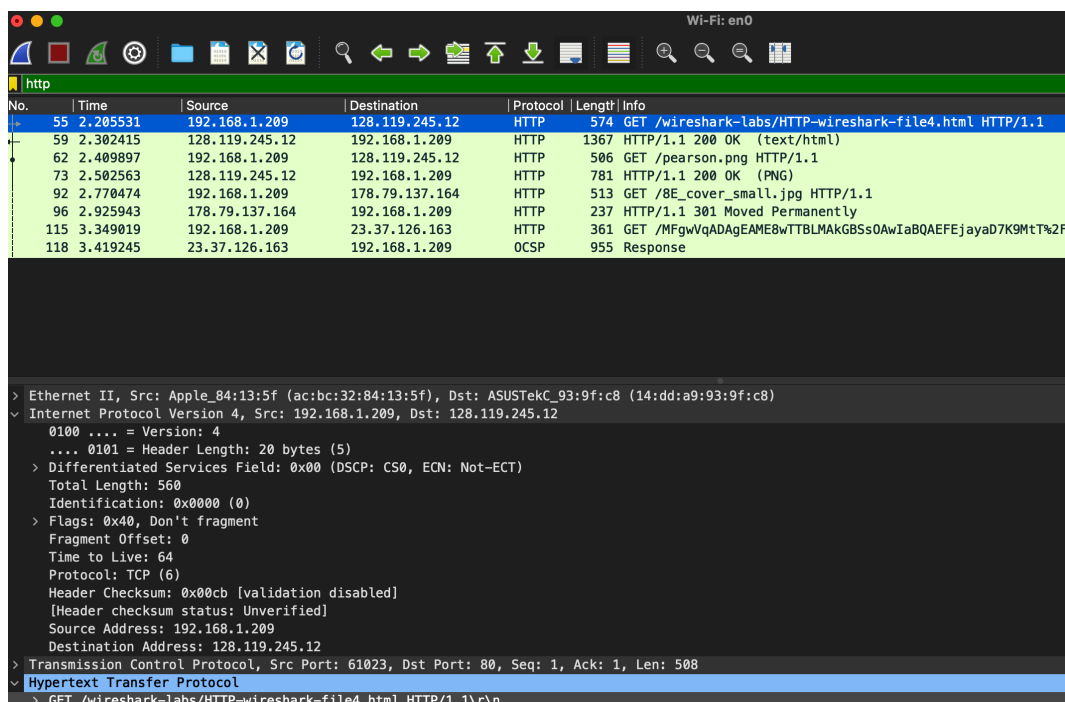 Wi-Fi: en0
http
No. Time Source Destination Protocol Length Info
55 2.205531 192.168.1.209 128.119.245.12 HTTP 574 GET /wireshark-labs/HTTP-wireshark-file4.html HTTP/1.1
59 2.302415 128.119.245.12 192.168.1.209 HTTP 1367 HTTP/1.1 200 OK (text/html)
62 2.409897 192.168.1.209 128.119.245.12 HTTP 506 GET /pearson.png HTTP/1.1
73 2.502563 128.119.245.12 192.168.1.209 HTTP 781 HTTP/1.1 200 OK (PNG)
92 2.770474 192.168.1.209 178.79.137.164 HTTP 513 GET /8E_cover_small.jpg HTTP/1.1
96 2.925943 178.79.137.164 192.168.1.209 HTTP 237 HTTP/1.1 301 Moved Permanently
115 3.349019 192.168.1.209 23.37.126.163 HTTP 361 GET /MFgwVqADAgEAME8wTTBLMAkGBSsOAwIaBQAEFEjayaD7K9MtT%2F
118 3.419245 23.37.126.163 192.168.1.209 OCSP 955 Response
> Ethernet II, Src: Apple_84:13:5f (ac:bc:32:84:13:5f), Dst: ASUSTekC_93:9f:c8 (14:dd:a9:93:9f:c8)
Internet Protocol Version 4, Src: 192.168.1.209, Dst: 128.119.245.12
0100 .... = Version: 4
.... 0101 = Header Length: 20 bytes (5)
> Differentiated Services Field: 0x00 (DSCP: CS0, ECN: Not-ECT)
Total Length: 560
Identification: 0x0000 (0)
> Flags: 0x40, Don't fragment
Fragment Offset: 0
Time to Live: 64
Protocol: TCP (6)
Header Checksum: 0x00cb [validation disabled]
[Header checksum status: Unverified]
Source Address: 192.168.1.209
Destination Address: 128.119.245.12
> Transmission Control Protocol, Src Port: 61023, Dst Port: 80, Seq: 1, Ack: 1, Len: 508
Hypertext Transfer Protocol
> GET /wireshark-labs/HTTP-wireshark-file4.html HTTP/1.1\r\n